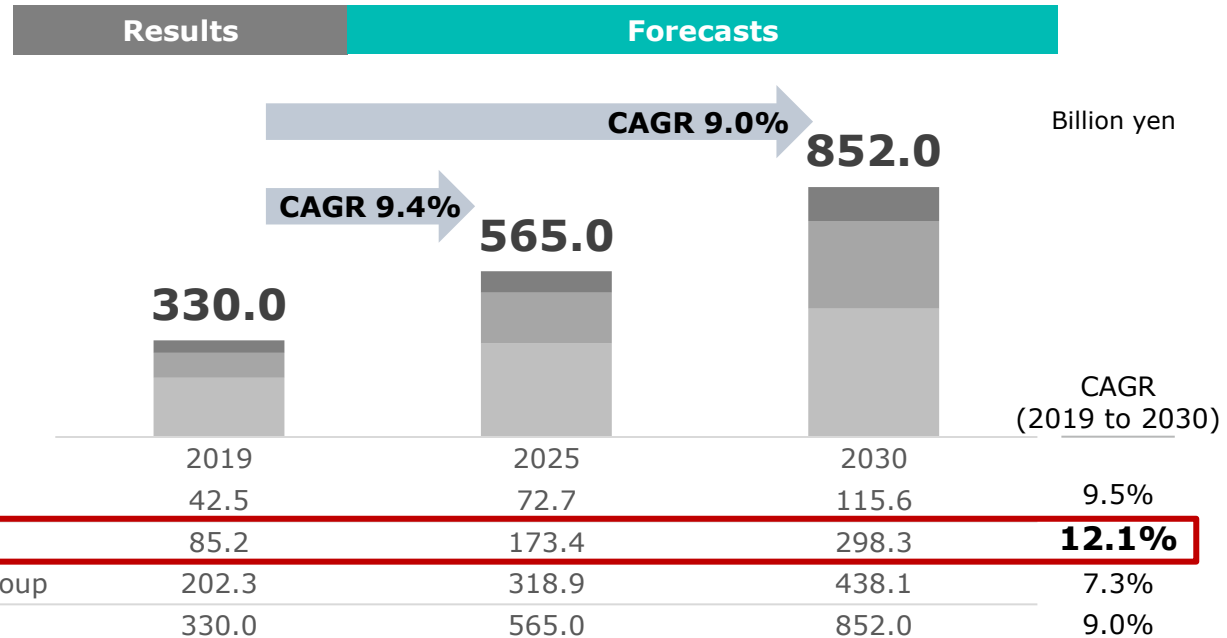 Results Forecasts
CAGR 9.0% Billion yen
852.0
CAGR 9.4%
565.0
330.0
CAGR
(2019 to 2030)
2019 2025 2030
42.5 72.7 115.6 9.5%
85.2 173.4 298.3 12.1%
oup 202.3 318.9 438.1 7.3%
330.0 565.0 852.0 9.0%